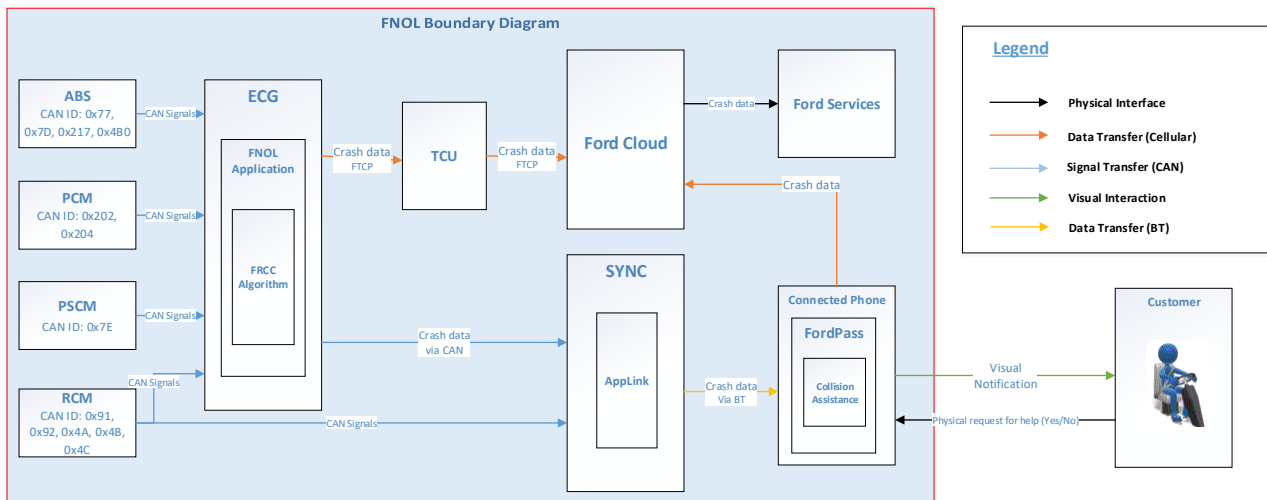 FNOL Boundary Diagram
ABS
CAN ID: 0x77,
0x7D, 0x217, 0x4B0
CAN Signals
PCM
CAN ID: 0x202,
0x204
CAN Signals
PSCM
CAN ID: 0x7E
CAN Signals
RCM
CAN ID: 0x91,
0x92, 0x4A, 0x4B,
0x4C
CAN Signals
CAN Signals
ECG
FNOL
Application
FRCC
Algorithm
Crash data
FTCP
TCU
Crash data
FTCP
Ford Cloud
Crash data
Ford Services
Crash data
Crash data
via CAN
SYNC
AppLink
Crash data
Via BT
Connected Phone
FordPass
Collision
Assistance
Visual
Notification
Physical request for help (Yes/No)
Customer
Legend
Physical Interface
Data Transfer (Cellular)
Signal Transfer (CAN)
Visual Interaction
Data Transfer (BT)